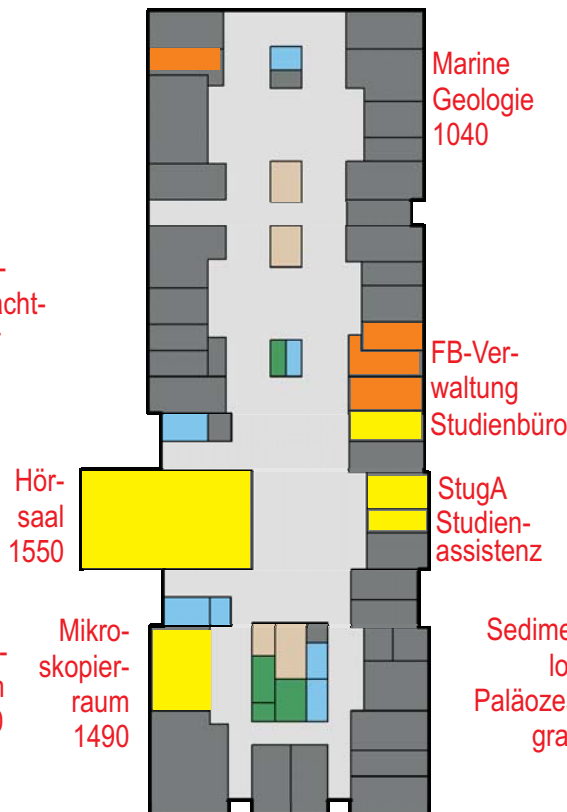 Marine
Geologie
1040
FB-Ver-
waltung
Studienbüro
StugA
Studien-
assistenz
Hör-
saal
1550
Mikro-
skopier-
raum
1490